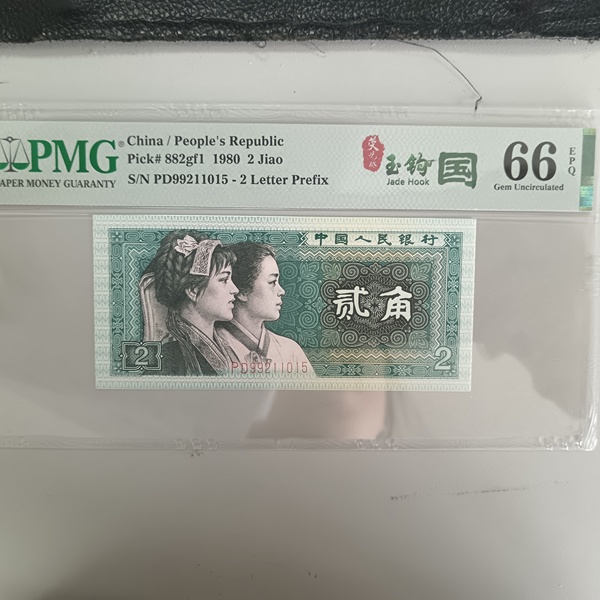 PMG®
PAPER MONEY GUARANTY
China / People's Republic
Pick# 882gf1 1980 2 Jiao
S/N PD99211015 - 2 Letter Prefix
玉钩国
Jade Hook
66
EPQ
Gem Uncirculated
中国人民银行
贰角
2
PD99211015
2